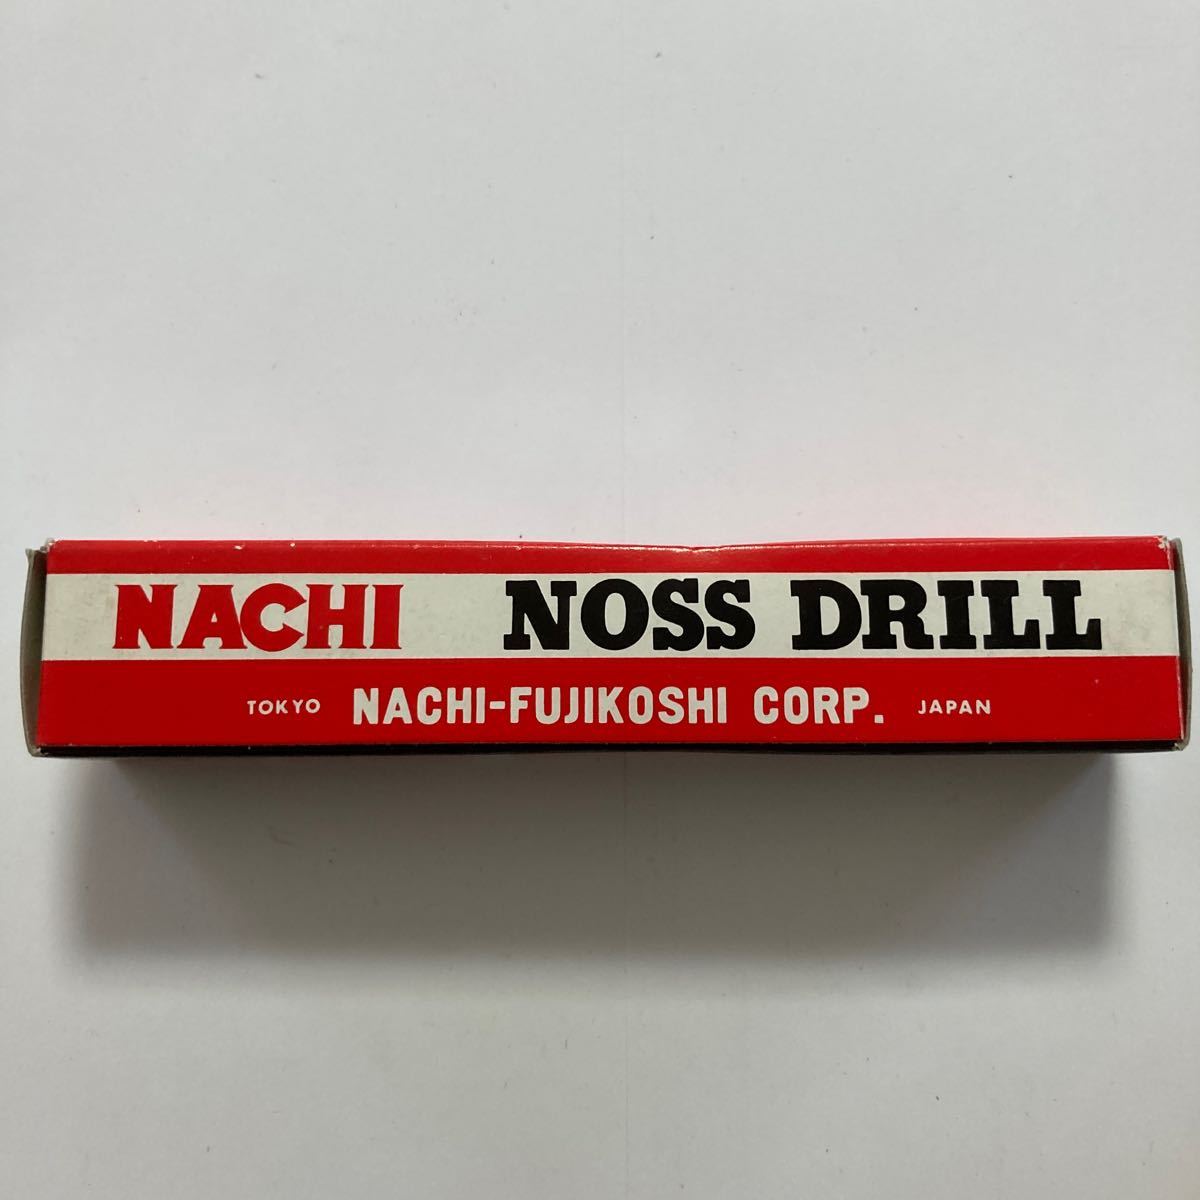 NACHI NOSS DRILL
TOKYO NACHI-FUJIKOSHI CORP. JAPAN